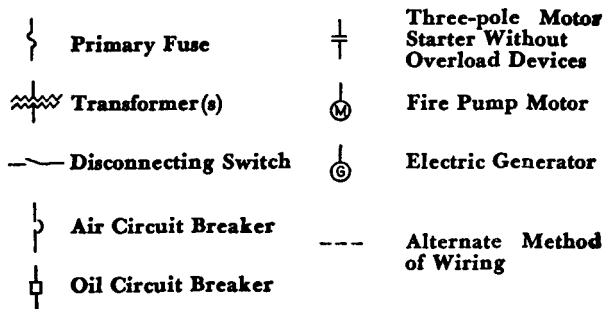 Primary Fuse
Transformer(s)
Disconnecting Switch
Air Circuit Breaker
Oil Circuit Breaker
Three-pole Motor
Starter Without
Overload Devices
M
Fire Pump Motor
G
Electric Generator
Alternate Method
of Wiring